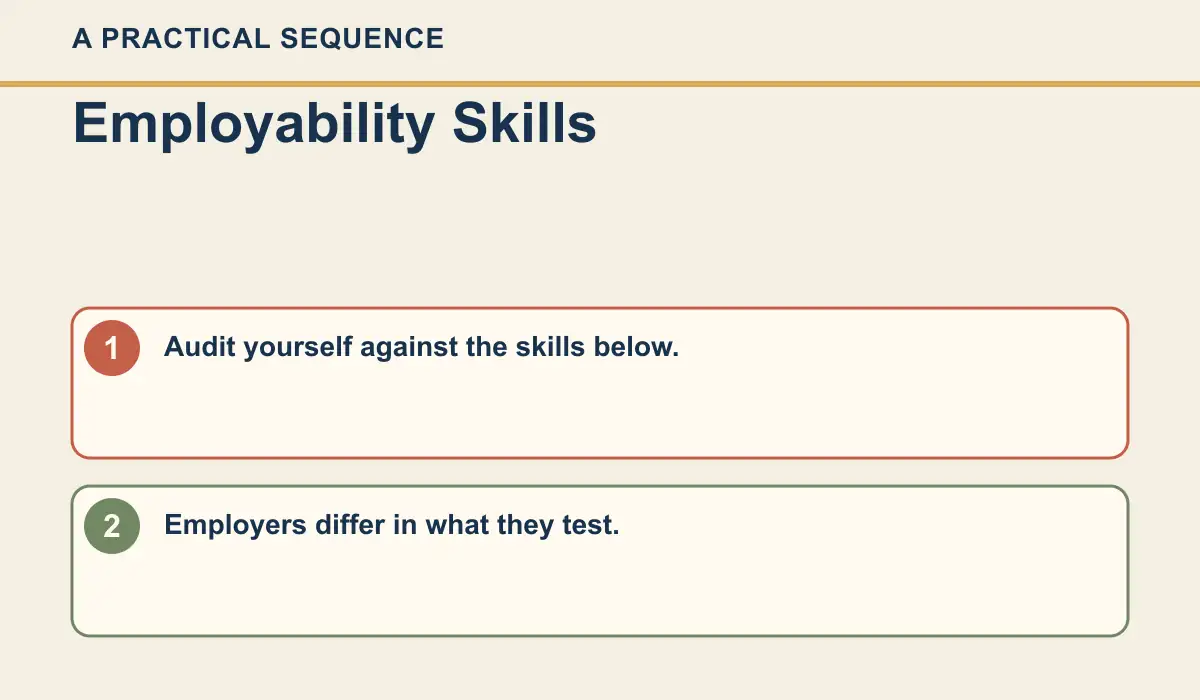 A PRACTICAL SEQUENCE
Employability Skills
1
Audit yourself against the skills below.
2
Employers differ in what they test.